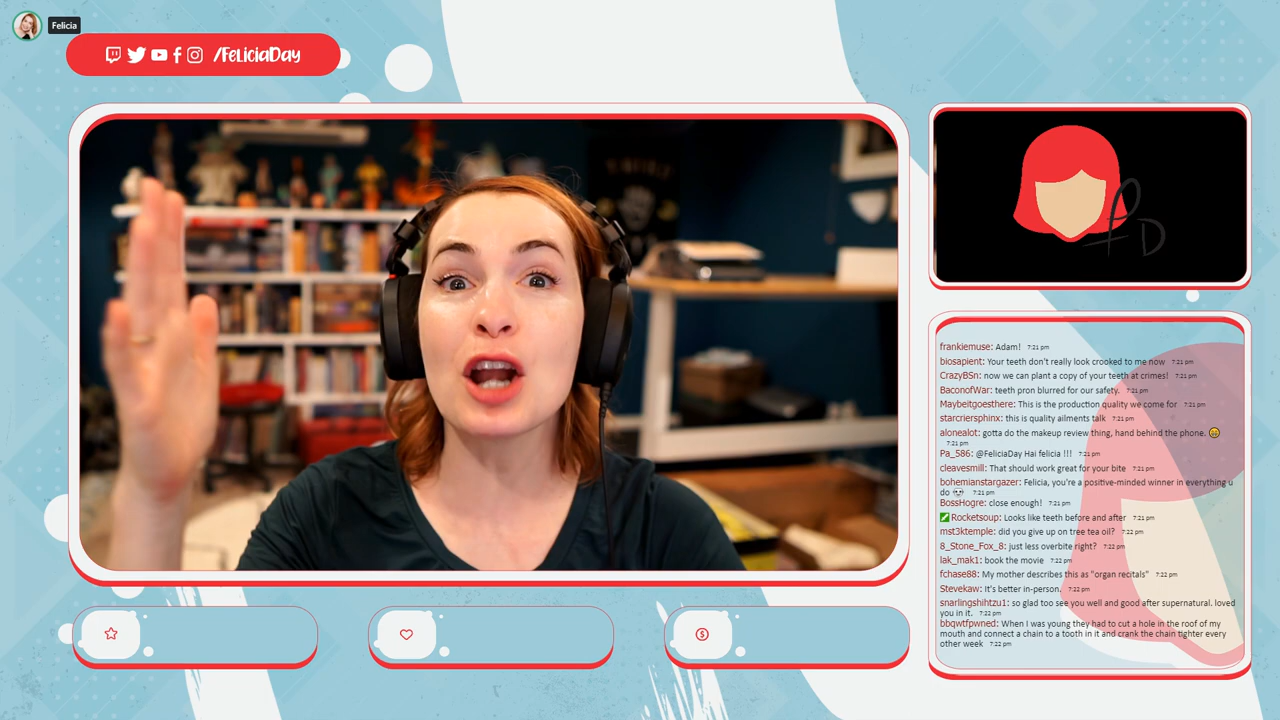 Felicia
/FeLiciaDay
frankiemuse: Adam! 7:21 pm
biosapient: Your teeth don't really look crooked to me now 7:21 pm
CrazyBSn: now we can plant a copy of your teeth at crimes! 7:21 pm
BaconofWar: teeth pron blurred for our safety. 7:21 pm
Maybeitgoesthere: This is the production quality we come for 7:21 pm
starcriersphinx: this is quality ailments talk 7:21 pm
alonealot: gotta do the makeup review thing, hand behind the phone. 😄
7:21 pm
Pa_586: @FeliciaDay Hai felicia !!! 7:21 pm
cleavesmill: That should work great for your bite 7:21 pm
bohemianstargazer: Felicia, you're a positive-minded winner in everything u
do 7:21 pm
BossHogre: close enough! 7:21 pm
Rocketsoup: Looks like teeth before and after 7:21 pm
mst3ktemple: did you give up on tree tea oil? 7:22 pm
8_Stone_Fox_8: just less overbite right? 7:22 pm
lak_mak1: book the movie 7:22 pm
fchase88: My mother describes this as "organ recitals" 7:22 pm
Stevekaw: It's better in-person. 7:22 pm
snarlingshihtzu1: so glad too see you well and good after supernatural. loved
you in it. 7:22 pm
bbqwtfpwned: When I was young they had to cut a hole in the roof of my
mouth and connect a chain to a tooth in it and crank the chain tighter every
other week 7:22 pm
FD